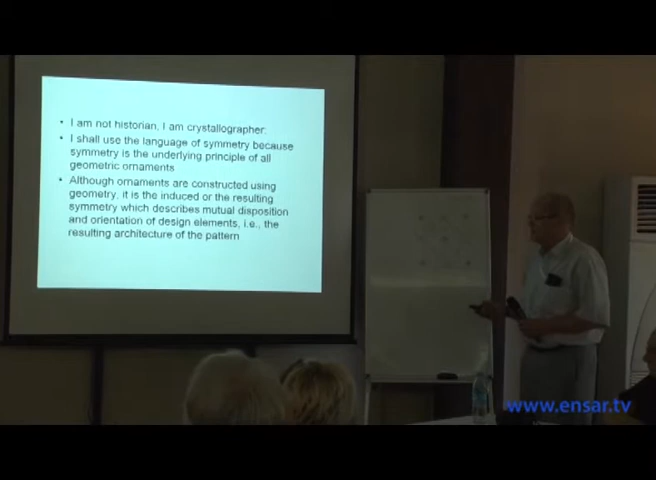 • I am not historian, I am crystallographer:
• I shall use the language of symmetry because
symmetry is the underlying principle of all
geometric ornaments
• Although ornaments are constructed using
geometry, it is the induced or the resulting
symmetry which describes mutual disposition
and orientation of design elements, i.e., the
resulting architecture of the pattern
www.ensar.tv